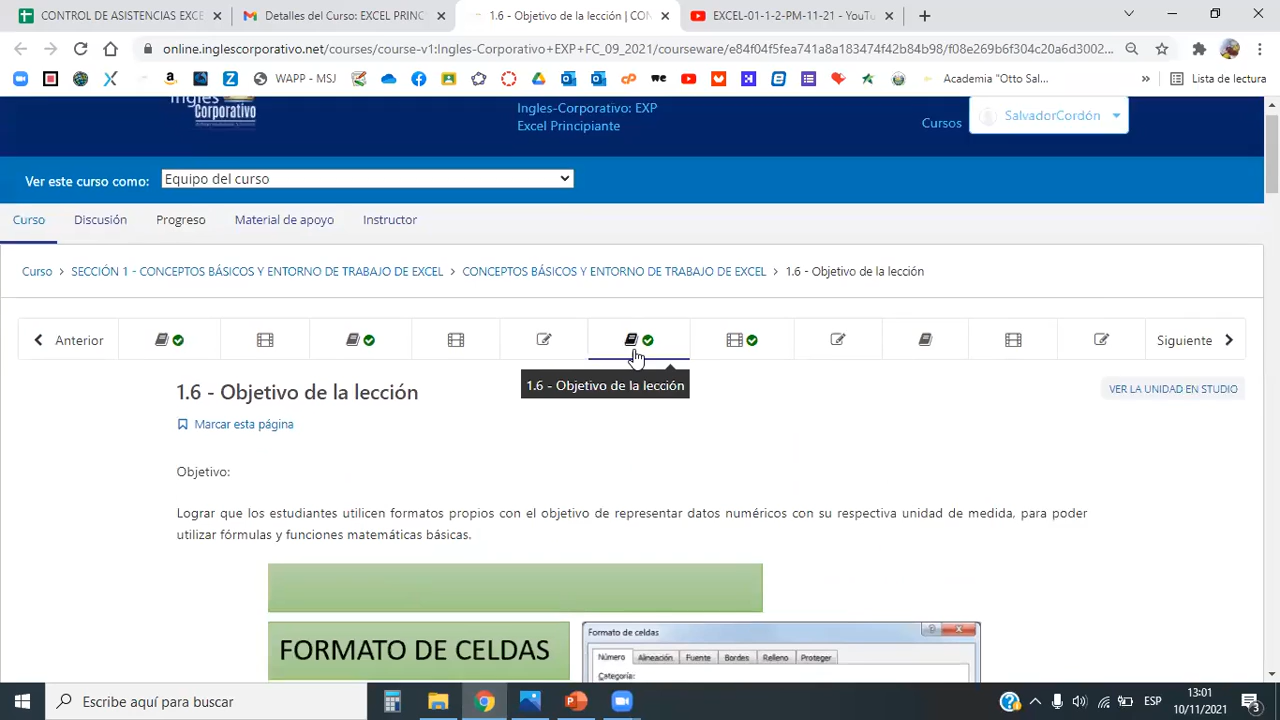 CONTROL DE ASISTENCIAS EXCE
Detalles del Curso: EXCEL PRINC
1.6 - Objetivo de la lección | CON
EXCEL-01-1-2-PM-11-21 - YouTu
online.inglescorporativo.net/courses/course-v1:Ingles-Corporativo+EXP+FC_09_2021/courseware/e84f04f5fea741a8a183474f42b84b98/f08e269b6f304c20a6d3002...
WAPP - MSJ
Academia "Otto Sal...
Lista de lectura
Ingles
Corporativo
Ingles-Corporativo: EXP
Excel Principiante
Cursos
SalvadorCordón
Ver este curso como:
Equipo del curso
Curso
Discusión
Progreso
Material de apoyo
Instructor
Curso > SECCIÓN 1 - CONCEPTOS BÁSICOS Y ENTORNO DE TRABAJO DE EXCEL > CONCEPTOS BÁSICOS Y ENTORNO DE TRABAJO DE EXCEL > 1.6 - Objetivo de la lección
Anterior
Siguiente
1.6 - Objetivo de la lección
1.6 - Objetivo de la lección
VER LA UNIDAD EN STUDIO
Marcar esta página
Objetivo:
Lograr que los estudiantes utilicen formatos propios con el objetivo de representar datos numéricos con su respectiva unidad de medida, para poder
utilizar fórmulas y funciones matemáticas básicas.
FORMATO DE CELDAS
Formato de celdas
Número
Alineación
Fuente
Bordes
Relleno
Proteger
Categoría:
Escribe aquí para buscar
ESP
13:01
10/11/2021
3